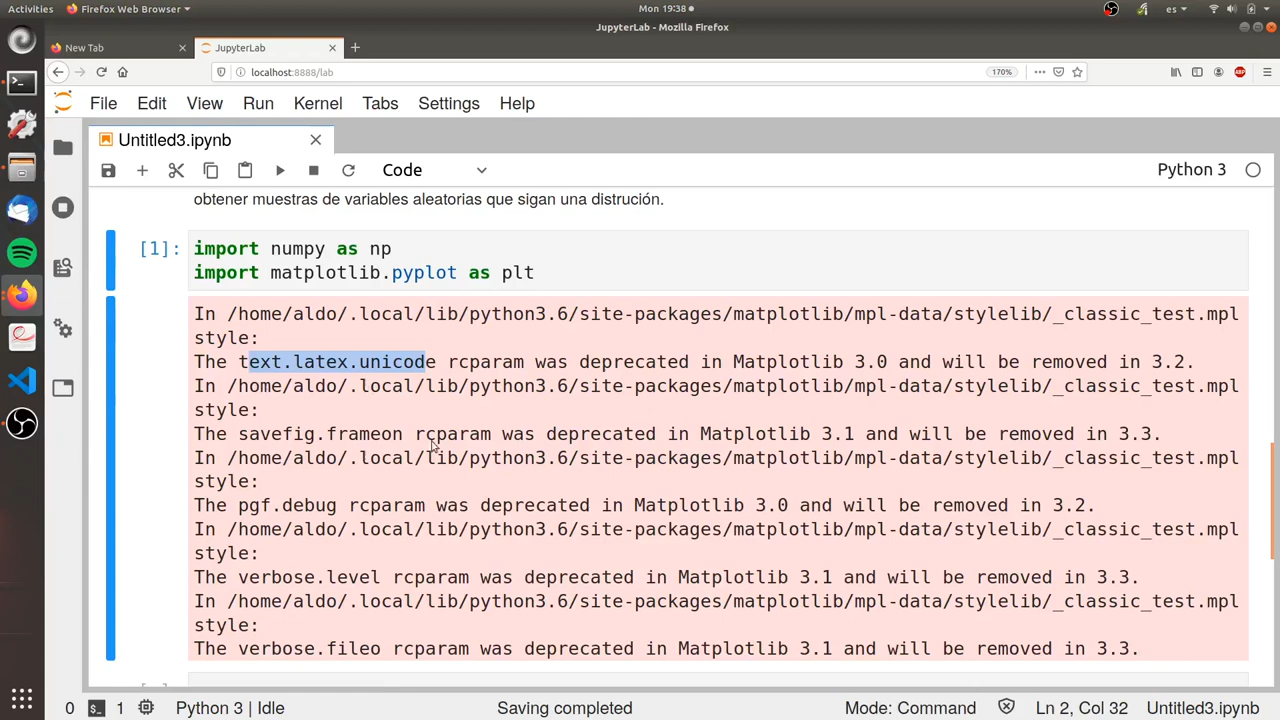 Activities
Firefox Web Browser
Mon 19:38
es
JupyterLab - Mozilla Firefox
New Tab
JupyterLab
localhost:8888/lab
170%
ABP
File Edit View Run Kernel Tabs Settings Help
Untitled3.ipynb
Code
Python 3
obtener muestras de variables aleatorias que sigan una distrución.
[1]:
import numpy as np
import matplotlib.pyplot as plt
In /home/aldo/.local/lib/python3.6/site-packages/matplotlib/mpl-data/stylelib/_classic_test.mpl
style:
The text.latex.unicode rcparam was deprecated in Matplotlib 3.0 and will be removed in 3.2.
In /home/aldo/.local/lib/python3.6/site-packages/matplotlib/mpl-data/stylelib/_classic_test.mpl
style:
The savefig.frameon rcparam was deprecated in Matplotlib 3.1 and will be removed in 3.3.
In /home/aldo/.local/lib/python3.6/site-packages/matplotlib/mpl-data/stylelib/_classic_test.mpl
style:
The pgf.debug rcparam was deprecated in Matplotlib 3.0 and will be removed in 3.2.
In /home/aldo/.local/lib/python3.6/site-packages/matplotlib/mpl-data/stylelib/_classic_test.mpl
style:
The verbose.level rcparam was deprecated in Matplotlib 3.1 and will be removed in 3.3.
In /home/aldo/.local/lib/python3.6/site-packages/matplotlib/mpl-data/stylelib/_classic_test.mpl
style:
The verbose.fileo rcparam was deprecated in Matplotlib 3.1 and will be removed in 3.3.
0
1
Python 3 | Idle
Saving completed
Mode: Command
Ln 2, Col 32
Untitled3.ipynb